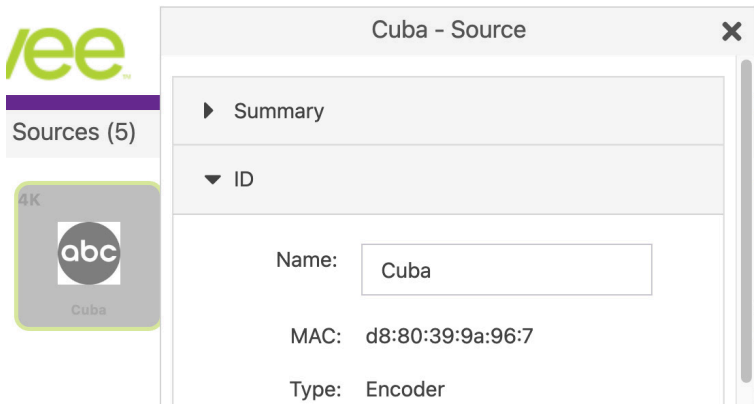 Cuba - Source
Summary
Sources (5)
ID
4K
abc
Cuba
Name: Cuba
MAC: d8:80:39:9a:96:7
Type: Encoder